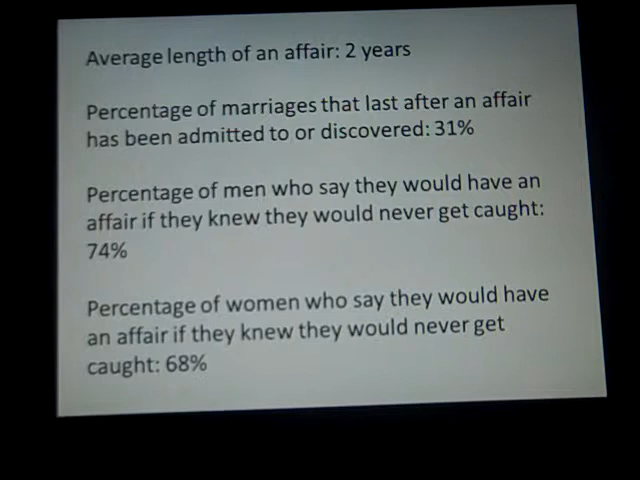 Average length of an affair: 2 years
Percentage of marriages that last after an affair
has been admitted to or discovered: 31%
Percentage of men who say they would have an
affair if they knew they would never get caught:
74%
Percentage of women who say they would have
an affair if they knew they would never get
caught: 68%